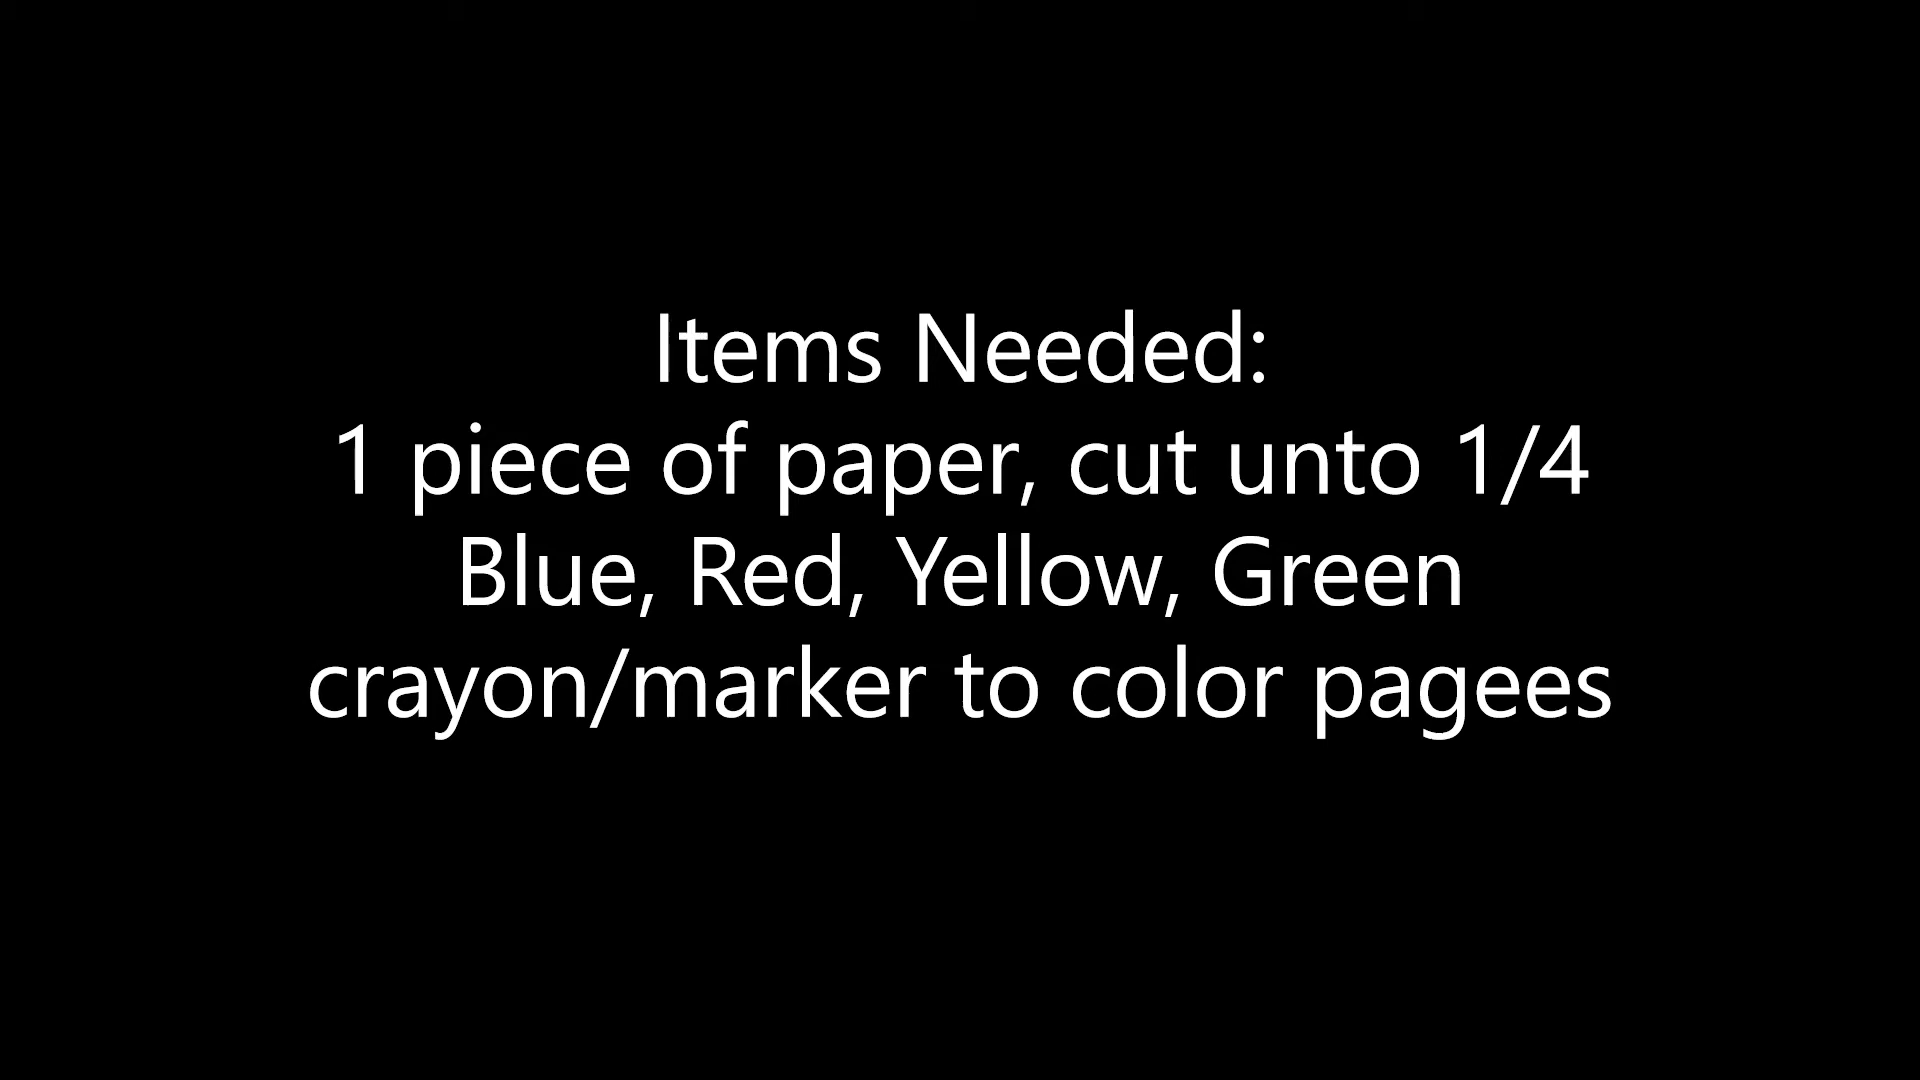 Items Needed:
1 piece of paper, cut unto 1/4
Blue, Red, Yellow, Green
crayon/marker to color pagees